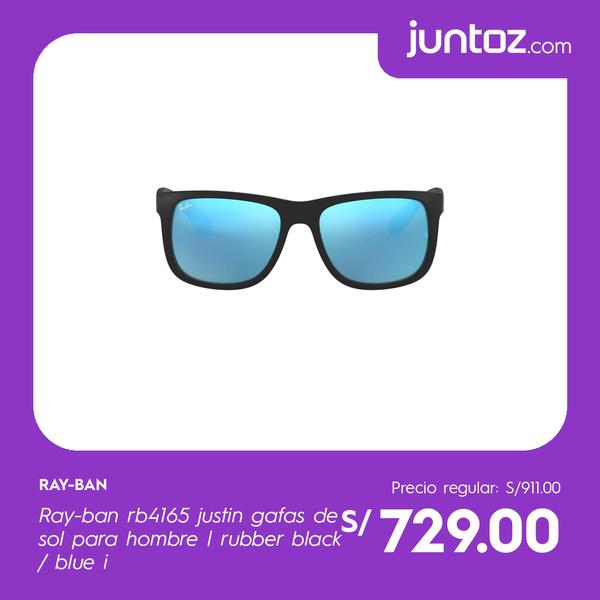 juntoz.com
Ray-Ban
RAY-BAN
Ray-ban rb4165 justin gafas de
sol para hombre | rubber black
/ blue i
Precio regular: S/911.00
S/ 729.00